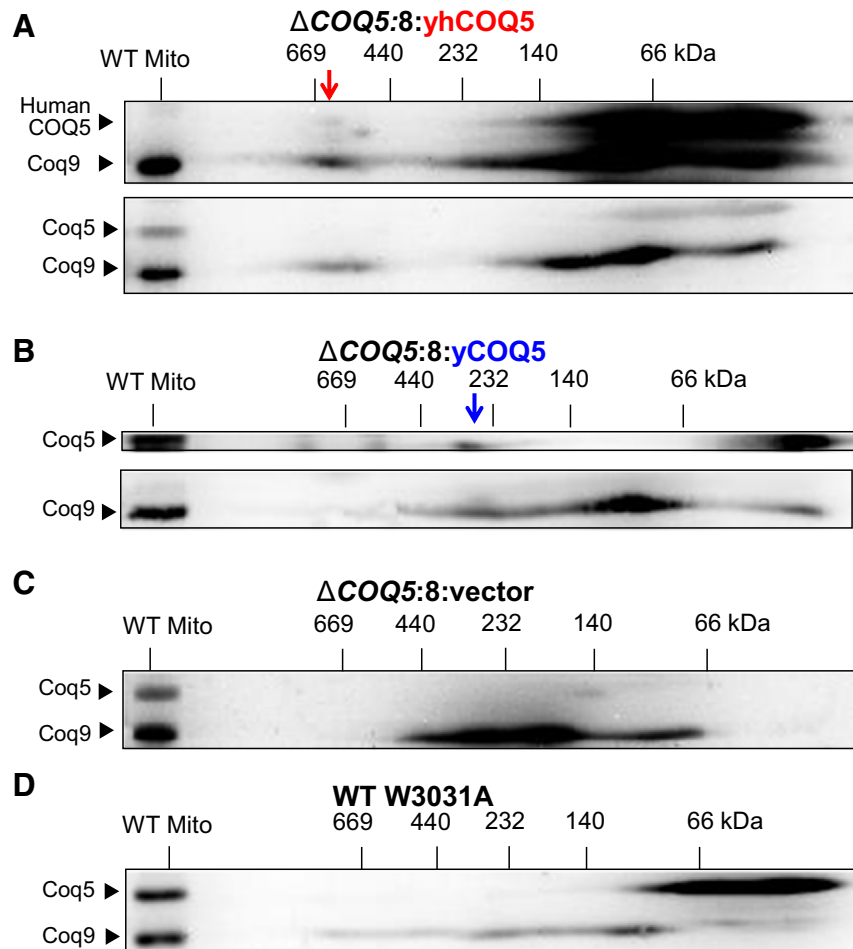 A
ΔCOQ5:8:yhCOQ5
WT Mito 669 440 232 140 66 kDa
Human
COQ5
Coq9
Coq5
Coq9
B
ΔCOQ5:8:yCOQ5
WT Mito 669 440 232 140 66 kDa
Coq5
Coq9
C
ΔCOQ5:8:vector
WT Mito 669 440 232 140 66 kDa
Coq5
Coq9
D
WT W3031A
WT Mito 669 440 232 140 66 kDa
Coq5
Coq9